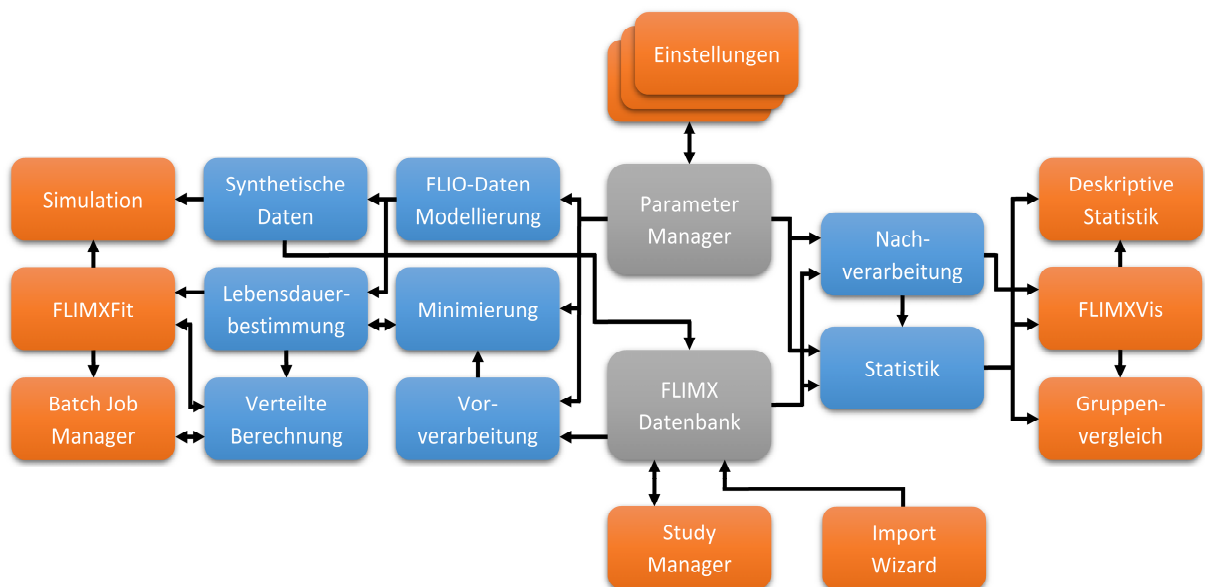 Einstellungen
Simulation
Synthetische
Daten
FLIO-Daten
Modellierung
Parameter
Manager
Nach-
verarbeitung
Deskriptive
Statistik
FLIMXFit
Lebensdauer-
bestimmung
Minimierung
FLIMXVis
Batch Job
Manager
Verteilte
Berechnung
Vor-
verarbeitung
FLIMX
Datenbank
Statistik
Gruppen-
vergleich
Study
Manager
Import
Wizard